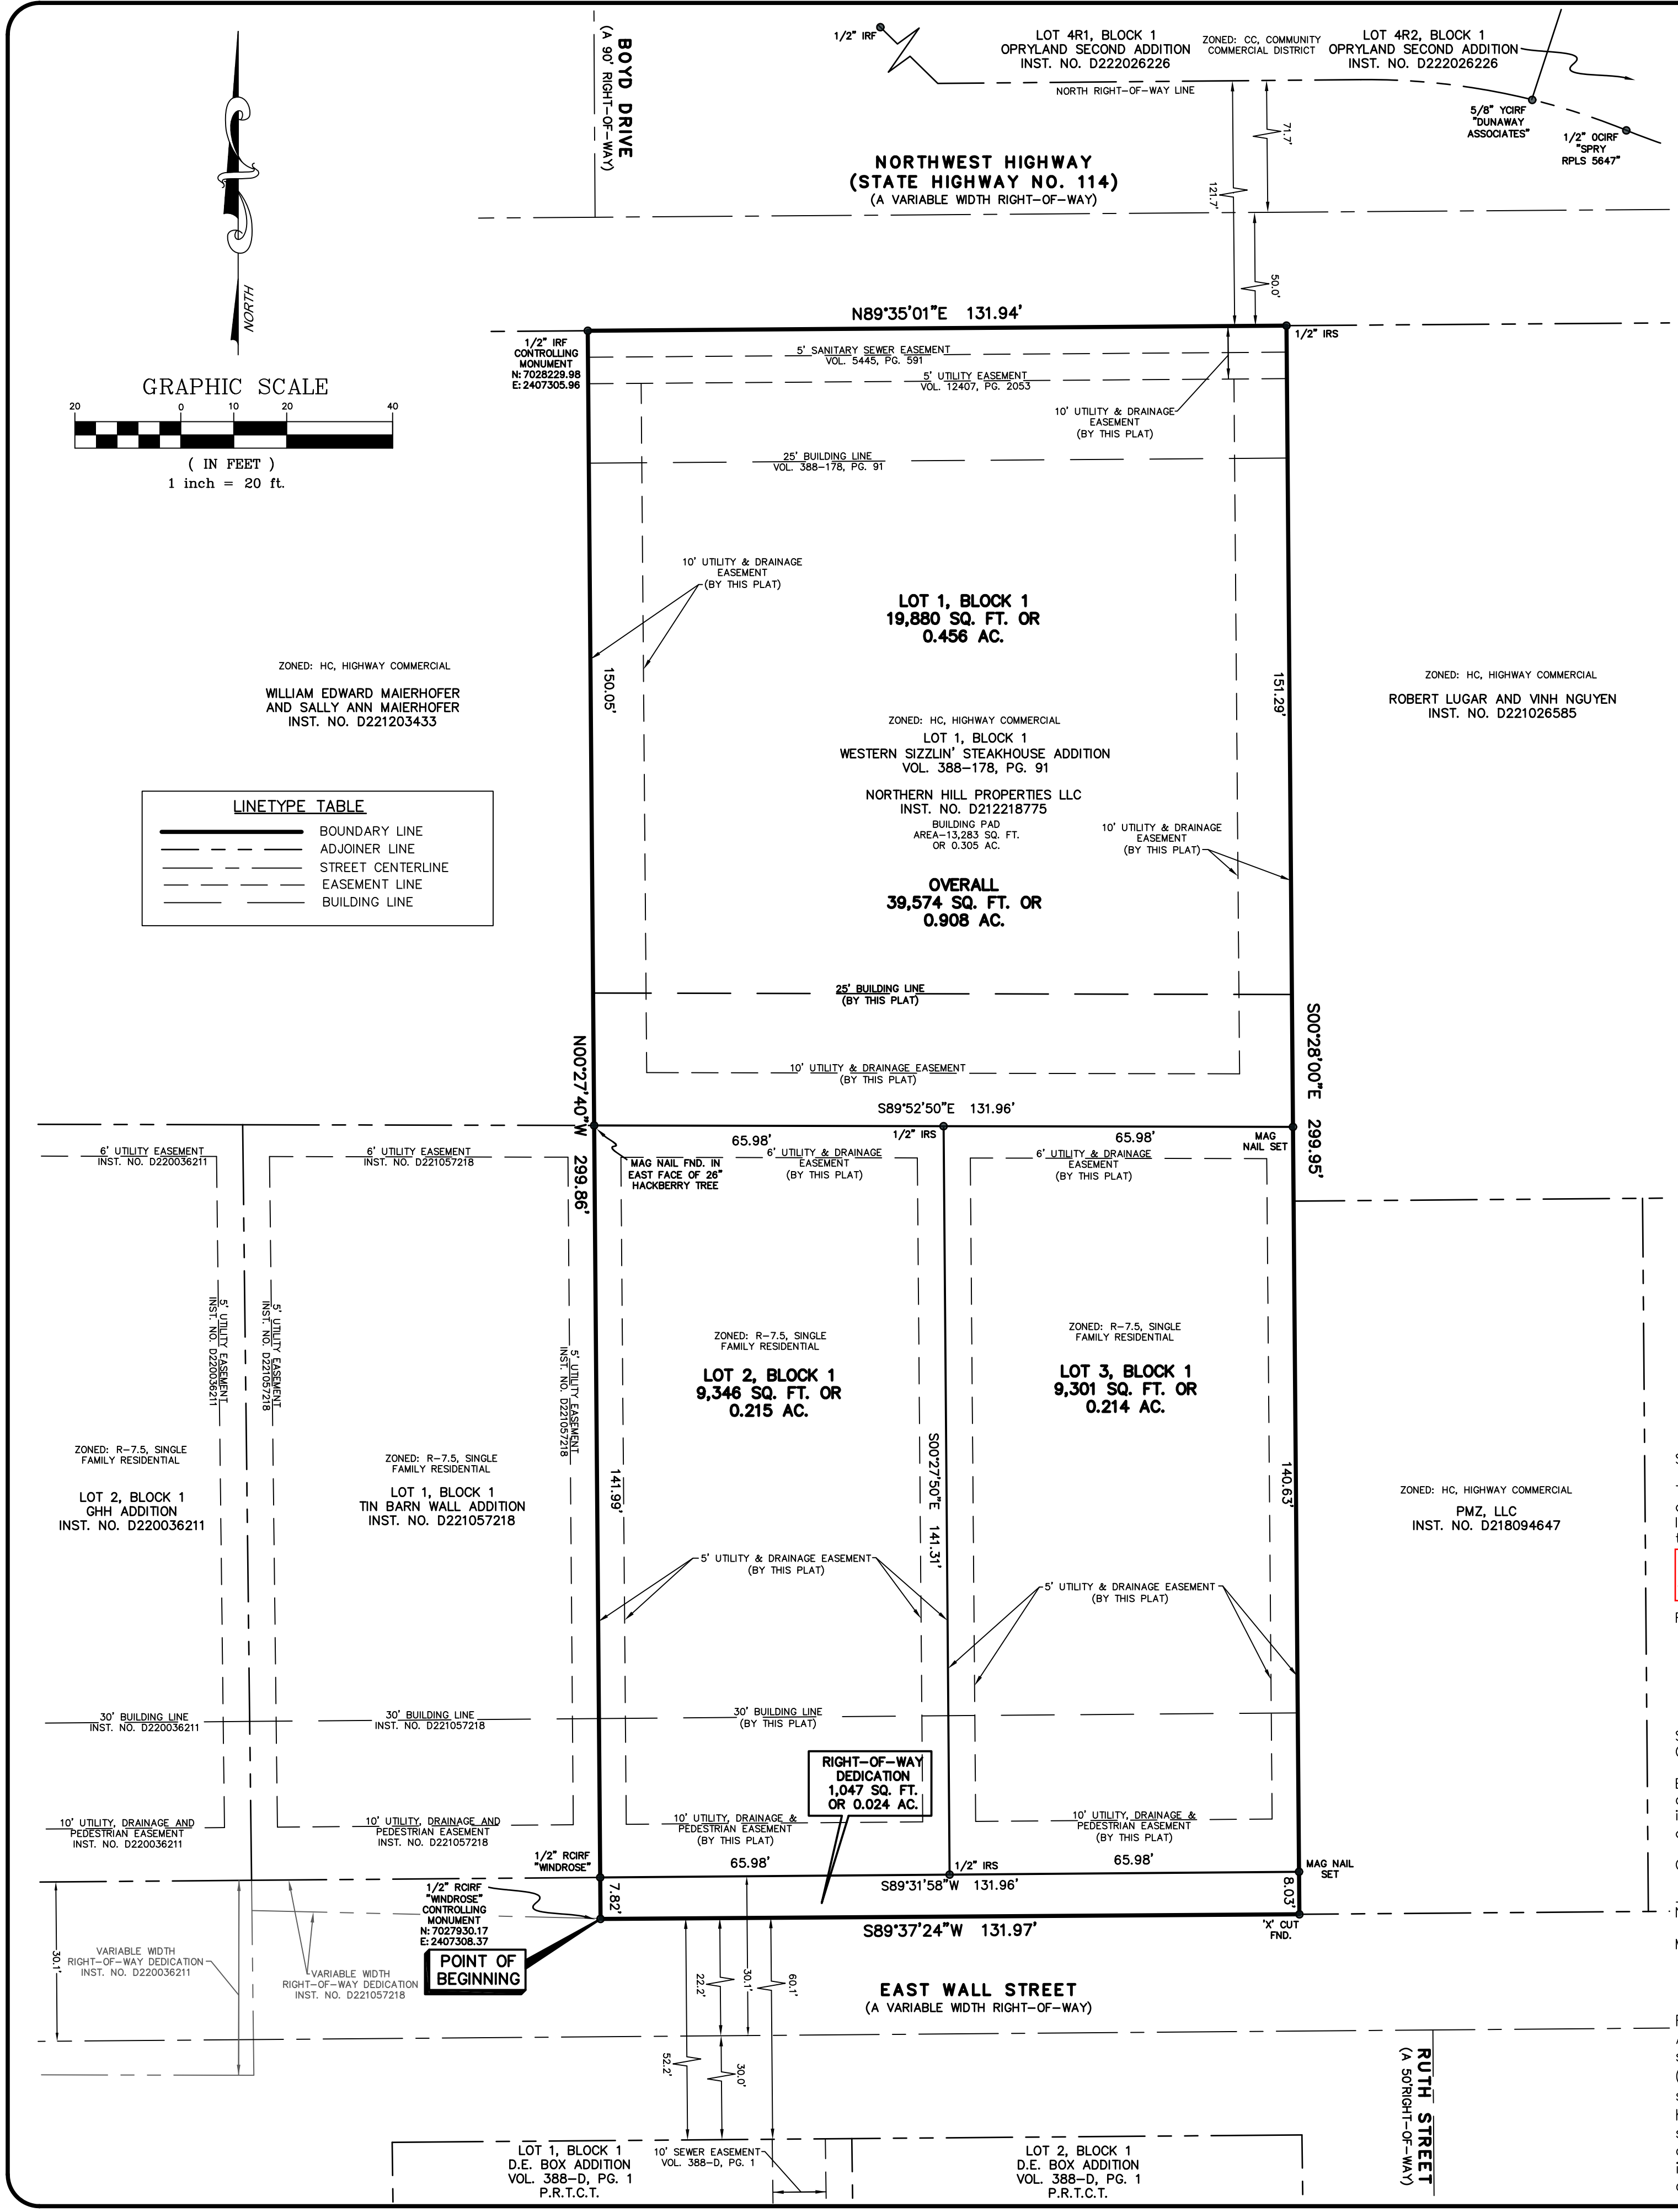 BOYD DRIVE
(A 90' RIGHT-OF-WAY)
1/2" IRF
LOT 4R1, BLOCK 1
OPRYLAND SECOND ADDITION
INST. NO. D222026226
ZONED: CC, COMMUNITY
COMMERCIAL DISTRICT
LOT 4R2, BLOCK 1
OPRYLAND SECOND ADDITION
INST. NO. D222026226
NORTH RIGHT-OF-WAY LINE
5/8" YCIRF
"DUNAWAY
ASSOCIATES"
1/2" OCIRF
"SPRY
RPLS 5647"
71.7'
121.7'
50.0'
NORTHWEST HIGHWAY
(STATE HIGHWAY NO. 114)
(A VARIABLE WIDTH RIGHT-OF-WAY)
NORTH
GRAPHIC SCALE
20 0 10 20 40
( IN FEET )
1 inch = 20 ft.
N89°35'01"E 131.94'
1/2" IRF
CONTROLLING
MONUMENT
N: 7028229.98
E: 2407305.96
1/2" IRS
5' SANITARY SEWER EASEMENT
VOL. 5445, PG. 591
5' UTILITY EASEMENT
VOL. 12407, PG. 2053
10' UTILITY & DRAINAGE
EASEMENT
(BY THIS PLAT)
25' BUILDING LINE
VOL. 388-178, PG. 91
10' UTILITY & DRAINAGE
EASEMENT
(BY THIS PLAT)
LOT 1, BLOCK 1
19,880 SQ. FT. OR
0.456 AC.
150.05'
151.29'
ZONED: HC, HIGHWAY COMMERCIAL
WILLIAM EDWARD MAIERHOFER
AND SALLY ANN MAIERHOFER
INST. NO. D221203433
ZONED: HC, HIGHWAY COMMERCIAL
ROBERT LUGAR AND VINH NGUYEN
INST. NO. D221026585
ZONED: HC, HIGHWAY COMMERCIAL
LOT 1, BLOCK 1
WESTERN SIZZLIN' STEAKHOUSE ADDITION
VOL. 388-178, PG. 91
NORTHERN HILL PROPERTIES LLC
INST. NO. D212218775
BUILDING PAD
AREA-13,283 SQ. FT.
OR 0.305 AC.
10' UTILITY & DRAINAGE
EASEMENT
(BY THIS PLAT)
OVERALL
39,574 SQ. FT. OR
0.908 AC.
LINETYPE TABLE
BOUNDARY LINE
ADJOINER LINE
STREET CENTERLINE
EASEMENT LINE
BUILDING LINE
25' BUILDING LINE
(BY THIS PLAT)
10' UTILITY & DRAINAGE EASEMENT
(BY THIS PLAT)
N00°27'40"W 299.86'
S00°28'00"E 299.95'
S89°52'50"E 131.96'
65.98'
1/2" IRS
65.98'
MAG
NAIL SET
MAG NAIL FND. IN
EAST FACE OF 26"
HACKBERRY TREE
6' UTILITY & DRAINAGE
EASEMENT
(BY THIS PLAT)
6' UTILITY & DRAINAGE
EASEMENT
(BY THIS PLAT)
6' UTILITY EASEMENT
INST. NO. D220036211
6' UTILITY EASEMENT
INST. NO. D221057218
5' UTILITY EASEMENT
INST. NO. D220036211
5' UTILITY EASEMENT
INST. NO. D221057218
5' UTILITY EASEMENT
INST. NO. D221057218
ZONED: R-7.5, SINGLE
FAMILY RESIDENTIAL
LOT 2, BLOCK 1
9,346 SQ. FT. OR
0.215 AC.
ZONED: R-7.5, SINGLE
FAMILY RESIDENTIAL
LOT 3, BLOCK 1
9,301 SQ. FT. OR
0.214 AC.
141.99'
S00°27'50"E 141.31'
140.63'
ZONED: R-7.5, SINGLE
FAMILY RESIDENTIAL
LOT 2, BLOCK 1
GHH ADDITION
INST. NO. D220036211
ZONED: R-7.5, SINGLE
FAMILY RESIDENTIAL
LOT 1, BLOCK 1
TIN BARN WALL ADDITION
INST. NO. D221057218
ZONED: HC, HIGHWAY COMMERCIAL
PMZ, LLC
INST. NO. D218094647
5' UTILITY & DRAINAGE EASEMENT
(BY THIS PLAT)
5' UTILITY & DRAINAGE EASEMENT
(BY THIS PLAT)
30' BUILDING LINE
INST. NO. D220036211
30' BUILDING LINE
INST. NO. D221057218
30' BUILDING LINE
(BY THIS PLAT)
RIGHT-OF-WAY
DEDICATION
1,047 SQ. FT.
OR 0.024 AC.
10' UTILITY, DRAINAGE AND
PEDESTRIAN EASEMENT
INST. NO. D220036211
10' UTILITY, DRAINAGE AND
PEDESTRIAN EASEMENT
INST. NO. D221057218
10' UTILITY, DRAINAGE &
PEDESTRIAN EASEMENT
(BY THIS PLAT)
10' UTILITY, DRAINAGE &
PEDESTRIAN EASEMENT
(BY THIS PLAT)
1/2" RCIRF
"WINDROSE"
65.98'
1/2" IRS
65.98'
MAG NAIL
SET
S89°31'58"W 131.96'
7.82'
8.03'
1/2" RCIRF
"WINDROSE"
CONTROLLING
MONUMENT
N: 7027930.17
E: 2407308.37
POINT OF
BEGINNING
S89°37'24"W 131.97'
'X' CUT
FND.
30.1'
VARIABLE WIDTH
RIGHT-OF-WAY DEDICATION
INST. NO. D220036211
VARIABLE WIDTH
RIGHT-OF-WAY DEDICATION
INST. NO. D221057218
22.2'
30.1'
60.1'
52.2'
30.0'
EAST WALL STREET
(A VARIABLE WIDTH RIGHT-OF-WAY)
RUTH STREET
(A 50'RIGHT-OF-WAY)
LOT 1, BLOCK 1
D.E. BOX ADDITION
VOL. 388-D, PG. 1
P.R.T.C.T.
10' SEWER EASEMENT
VOL. 388-D, PG. 1
LOT 2, BLOCK 1
D.E. BOX ADDITION
VOL. 388-D, PG. 1
P.R.T.C.T.